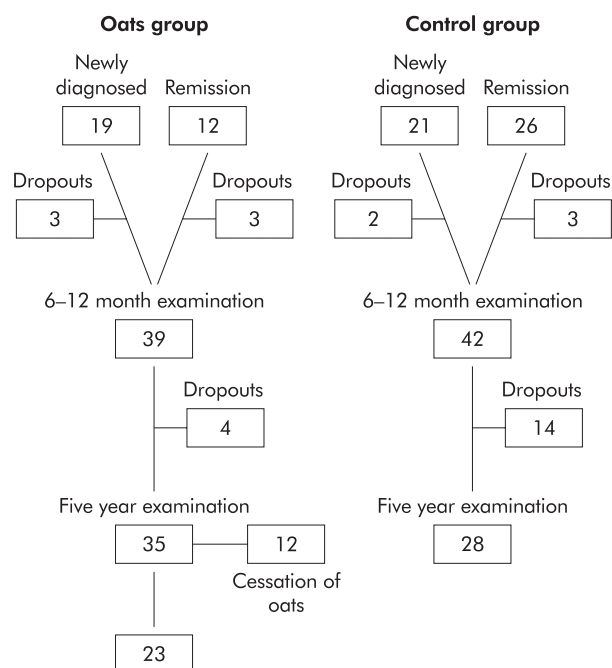 Oats group
Control group
Newly
diagnosed
Remission
Newly
diagnosed
Remission
19
12
21
26
Dropouts
Dropouts
Dropouts
Dropouts
3
3
2
3
6–12 month examination
6–12 month examination
39
42
Dropouts
Dropouts
4
14
Five year examination
Five year examination
35
12
28
Cessation of
oats
23